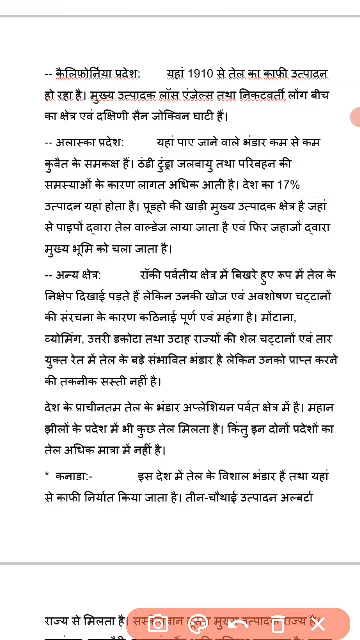 -- कैलिफ़ोर्निया प्रदेश: यहां 1910 से तेल का काफी उत्पादन
हो रहा है। मुख्य उत्पादक लॉस एंजेल्स तथा निकटवर्ती लोंग बीच
का क्षेत्र एवं दक्षिणी सैन जोक्विन घाटी हैं।
-- अलास्का प्रदेश: यहां पाए जाने वाले भंडार कम से कम
कुवैत के समकक्ष हैं। ठंडी टुंड्रा जलवायु तथा परिवहन की
समस्याओं के कारण लागत अधिक आती है। देश का 17%
उत्पादन यहां होता है। पूडहो की खाड़ी मुख्य उत्पादक क्षेत्र है जहां
से पाइपों द्वारा तेल वाल्डेज लाया जाता है एवं फिर जहाजों द्वारा
मुख्य भूमि को चला जाता है।
-- अन्य क्षेत्र: रॉकी पर्वतीय क्षेत्र में बिखरे हुए रूप में तेल के
निक्षेप दिखाई पड़ते हैं लेकिन उनकी खोज एवं अवशोषण चट्टानों
की संरचना के कारण कठिनाई पूर्ण एवं महंगा है। मोंटाना,
व्योमिंग, उत्तरी डकोटा तथा उटाह राज्यों की शेल चट्टानों एवं तार
युक्त रेत में तेल के बड़े संभावित भंडार है लेकिन उनको प्राप्त करने
की तकनीक सस्ती नहीं है।
देश के प्राचीनतम तेल के भंडार अप्लेशियन पर्वत क्षेत्र में है। महान
झीलों के प्रदेश में भी कुछ तेल मिलता है। किंतु इन दोनों प्रदेशों का
तेल अधिक मात्रा में नहीं है।
* कनाडा:- इस देश में तेल के विशाल भंडार हैं तथा यहां
से काफी निर्यात किया जाता है। तीन-चौथाई उत्पादन अल्बर्टा
राज्य से मिलता है। दूसरा मुख्य उत्पादक राज्य है।